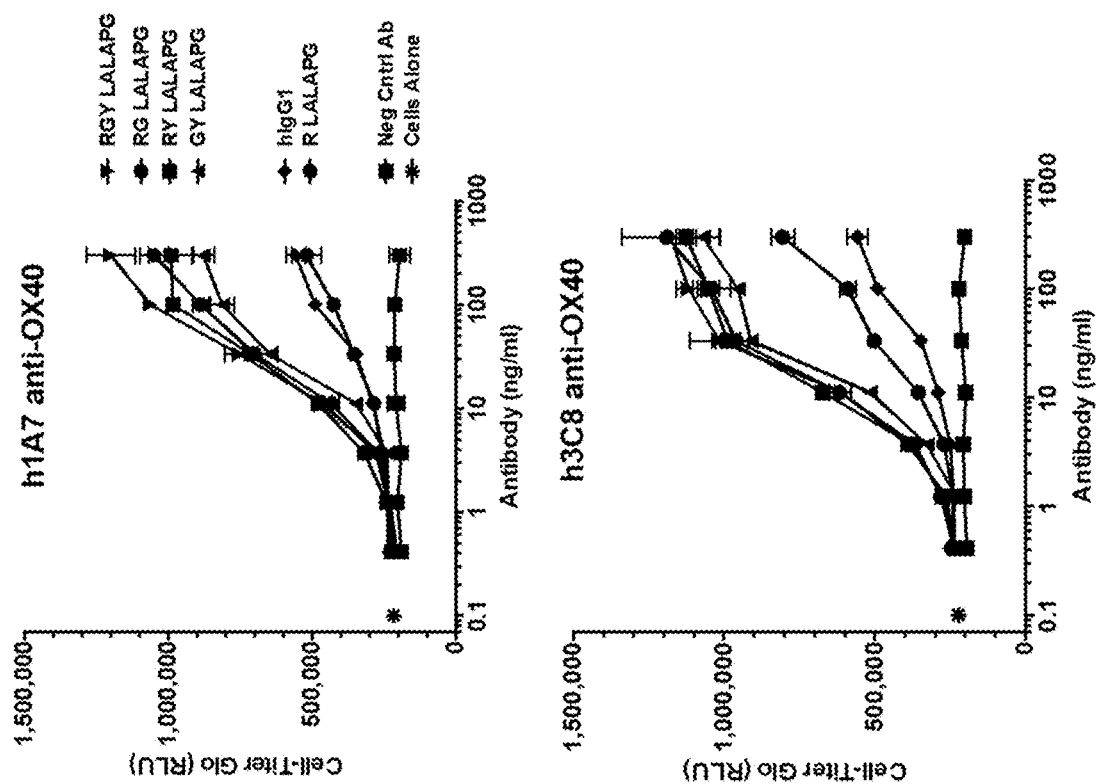 h1A7 anti-OX40
Cell-Titer Glo (RLU)
1,500,000
1,000,000
500,000
0
0.1
1
10
100
1000
Antibody (ng/ml)
RGY LALAPG
RG LALAPG
RY LALAPG
GY LALAPG
hIgG1
R LALAPG
Neg Cntrl Ab
Cells Alone
h3C8 anti-OX40
Cell-Titer Glo (RLU)
1,500,000
1,000,000
500,000
0
0.1
1
10
100
1000
Antibody (ng/ml)